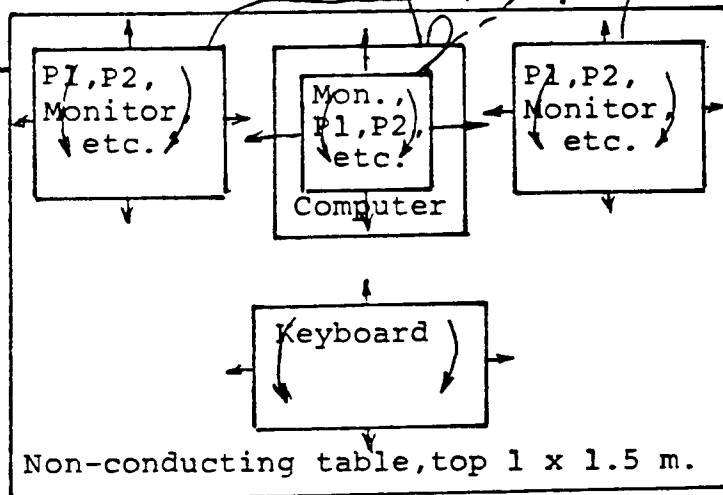 P1,P2,
Monitor,
etc.
Mon.,
P1,P2,
etc.
Computer
P1,P2,
Monitor,
etc.
Keyboard
Non-conducting table,top 1 x 1.5 m.